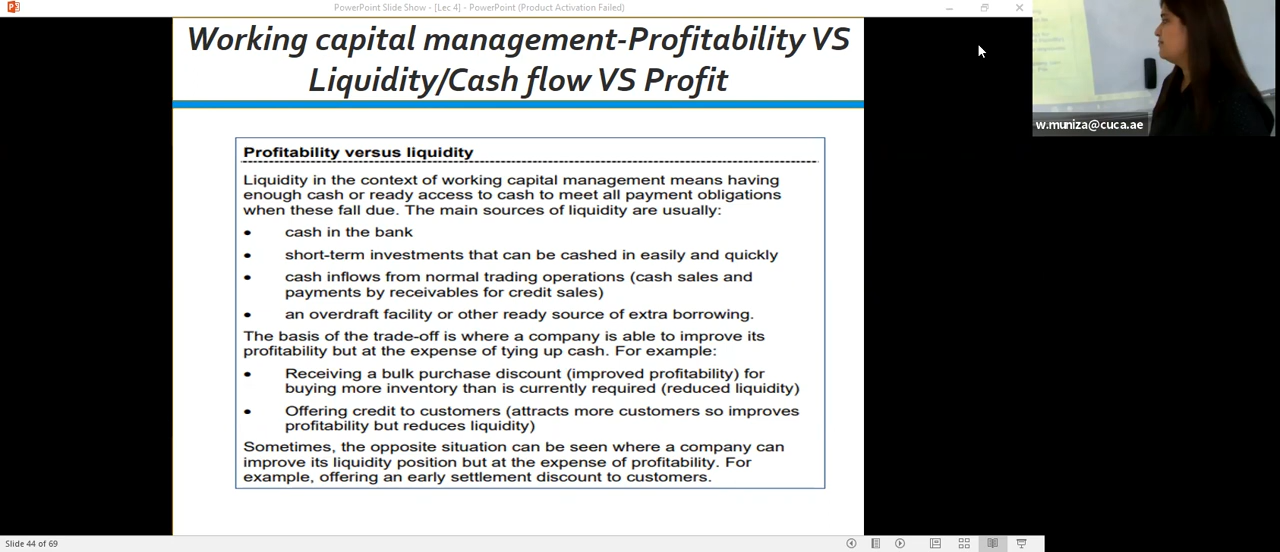 PowerPoint Slide Show - [Lec 4] - PowerPoint (Product Activation Failed)
Working capital management-Profitability VS
Liquidity/Cash flow VS Profit
w.muniza@cuca.ae
Profitability versus liquidity
Liquidity in the context of working capital management means having
enough cash or ready access to cash to meet all payment obligations
when these fall due. The main sources of liquidity are usually:
• cash in the bank
• short-term investments that can be cashed in easily and quickly
• cash inflows from normal trading operations (cash sales and
payments by receivables for credit sales)
• an overdraft facility or other ready source of extra borrowing.
The basis of the trade-off is where a company is able to improve its
profitability but at the expense of tying up cash. For example:
• Receiving a bulk purchase discount (improved profitability) for
buying more inventory than is currently required (reduced liquidity)
• Offering credit to customers (attracts more customers so improves
profitability but reduces liquidity)
Sometimes, the opposite situation can be seen where a company can
improve its liquidity position but at the expense of profitability. For
example, offering an early settlement discount to customers.
Slide 44 of 69